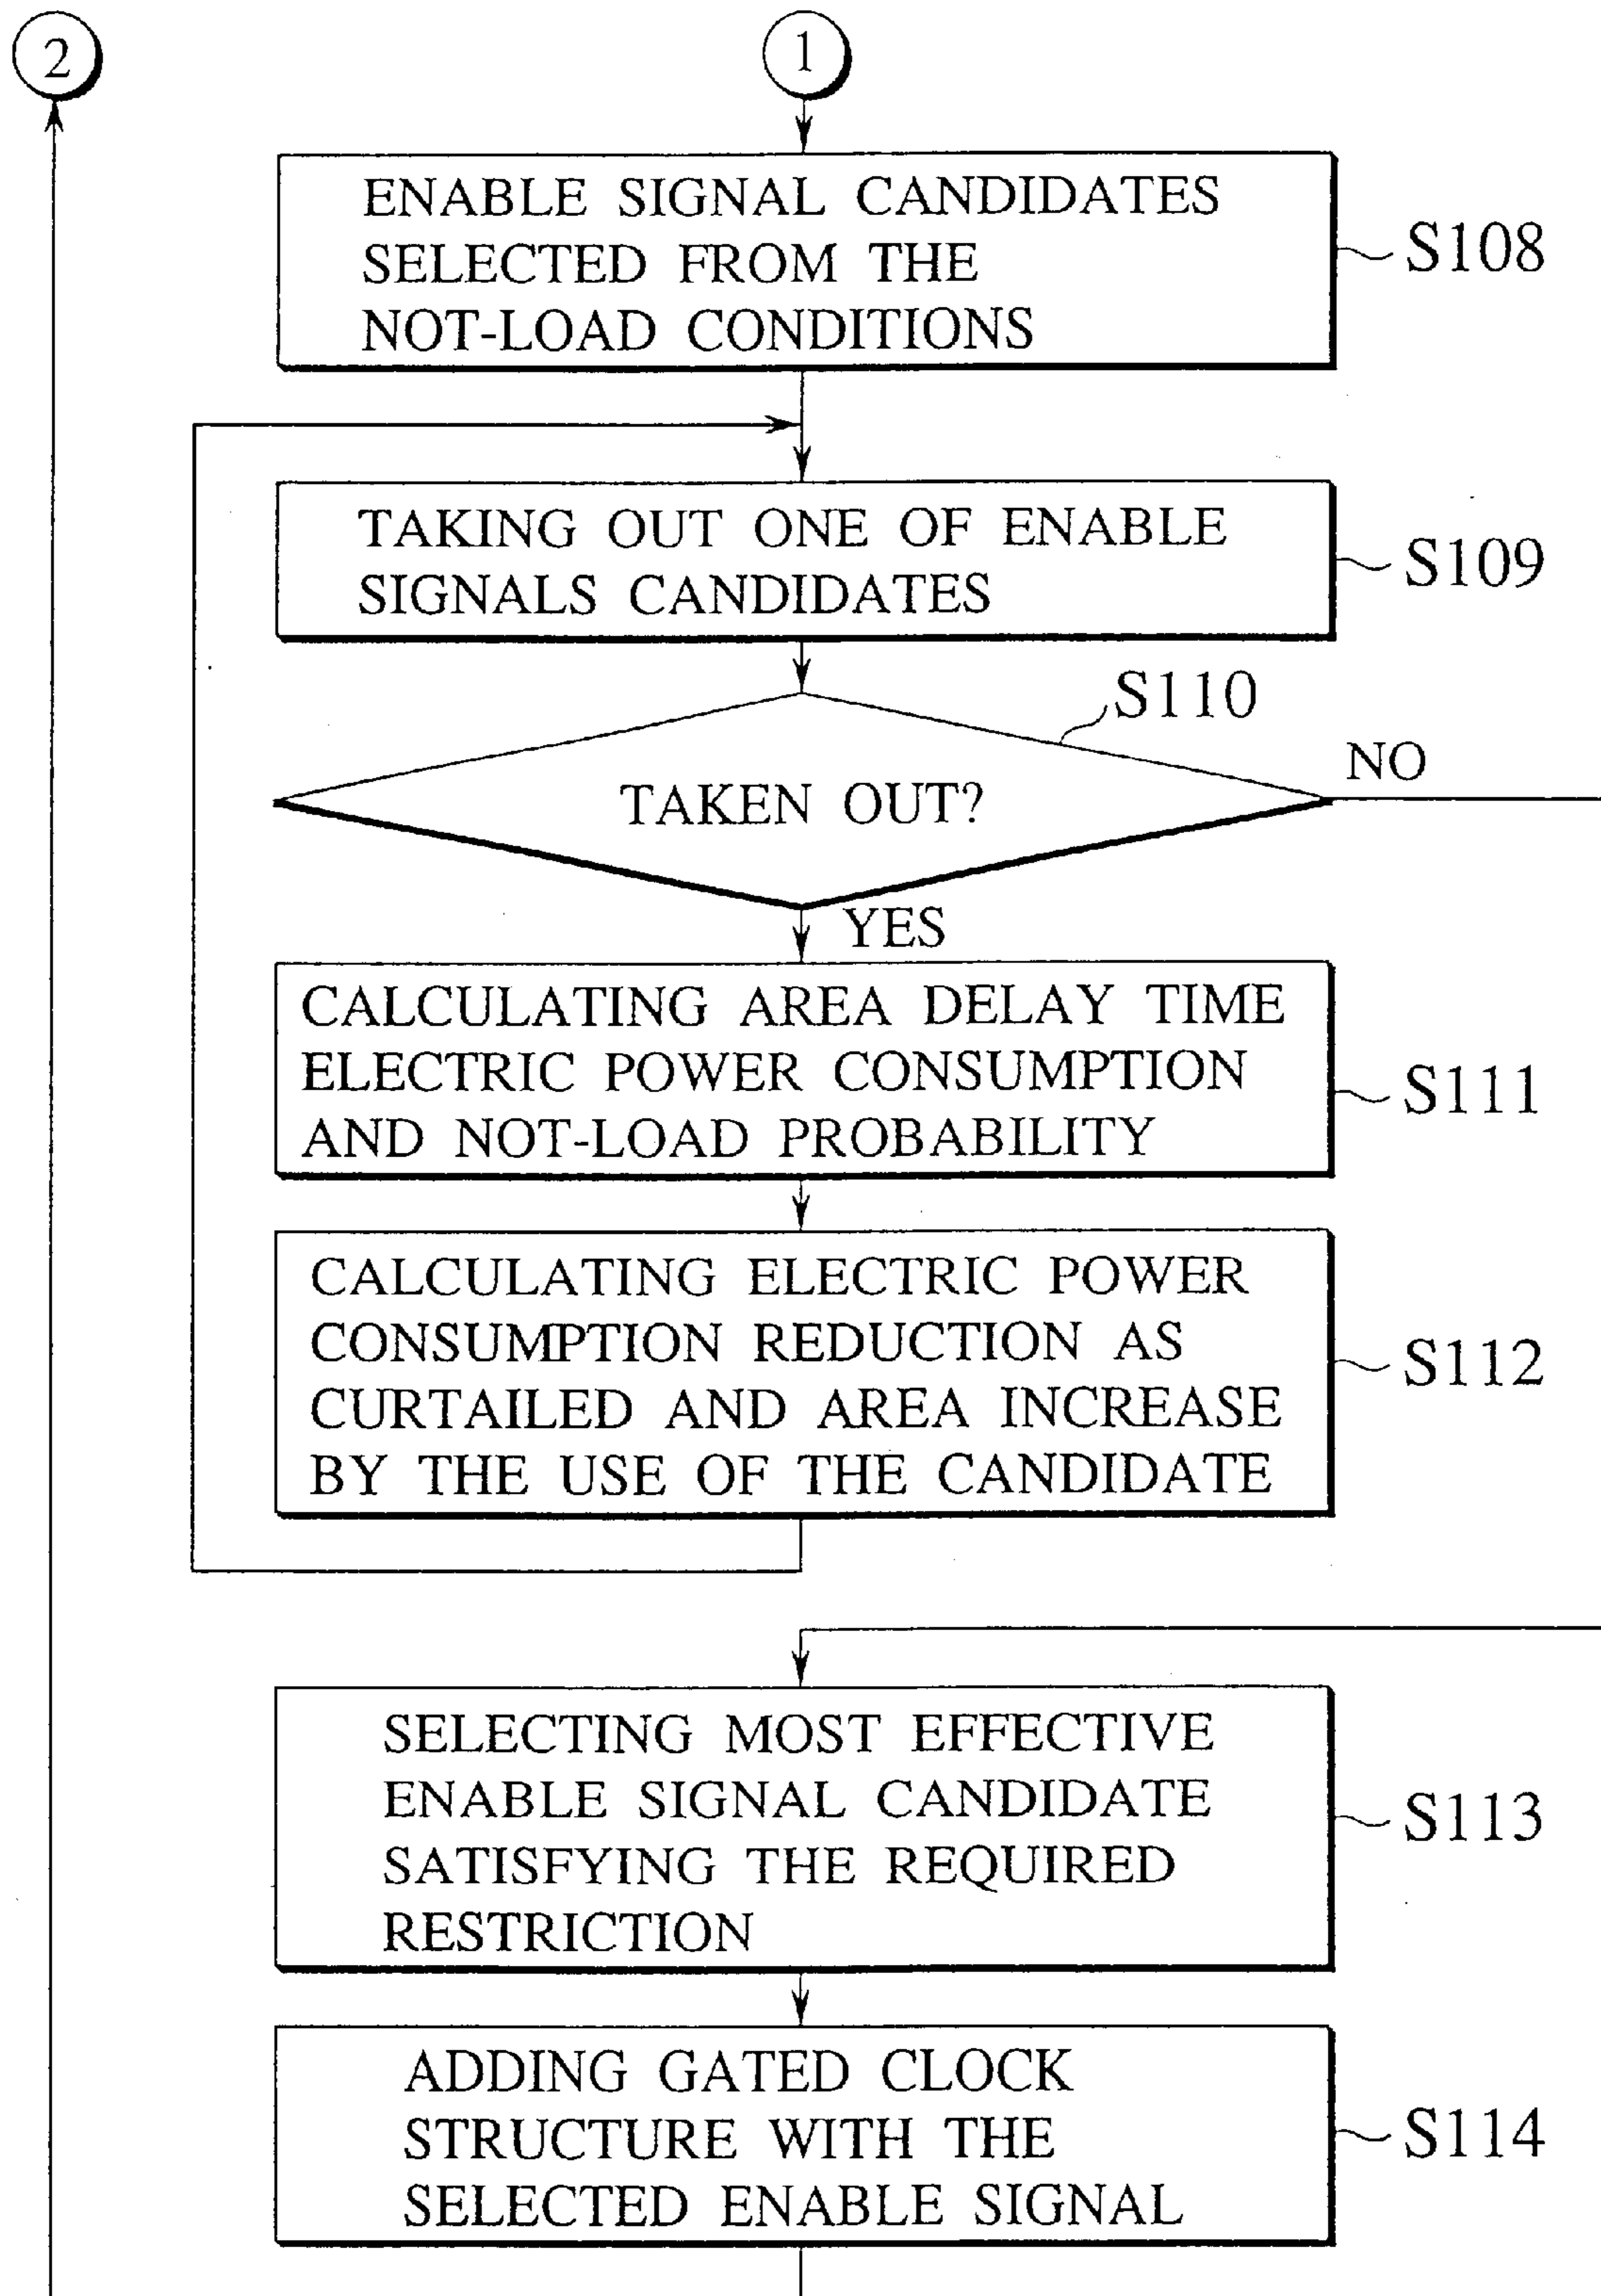 2
1
ENABLE SIGNAL CANDIDATES
SELECTED FROM THE
NOT-LOAD CONDITIONS
S108
TAKING OUT ONE OF ENABLE
SIGNALS CANDIDATES
S109
S110
TAKEN OUT?
NO
YES
CALCULATING AREA DELAY TIME
ELECTRIC POWER CONSUMPTION
AND NOT-LOAD PROBABILITY
S111
CALCULATING ELECTRIC POWER
CONSUMPTION REDUCTION AS
CURTAILED AND AREA INCREASE
BY THE USE OF THE CANDIDATE
S112
SELECTING MOST EFFECTIVE
ENABLE SIGNAL CANDIDATE
SATISFYING THE REQUIRED
RESTRICTION
S113
ADDING GATED CLOCK
STRUCTURE WITH THE
SELECTED ENABLE SIGNAL
S114